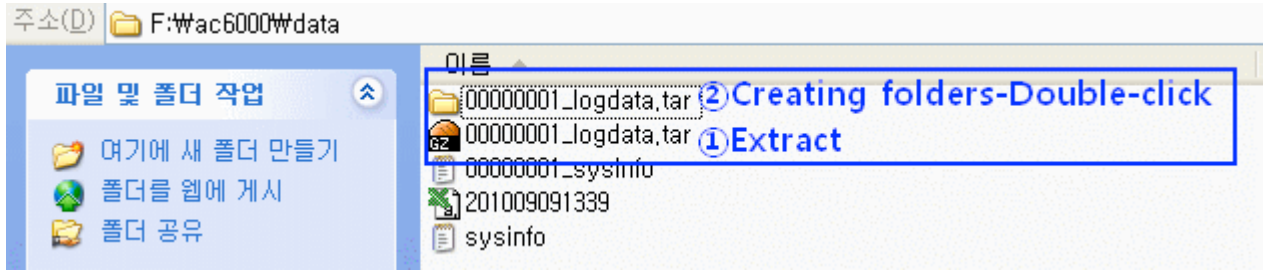 주소(D) F:₩ac6000₩data
이름
파일 및 폴더 작업
00000001_logdata.tar ②Creating folders-Double-click
여기에 새 폴더 만들기
GZ 00000001_logdata.tar ①Extract
00000001_sysinfo
폴더를 웹에 게시
201009091339
폴더 공유
sysinfo